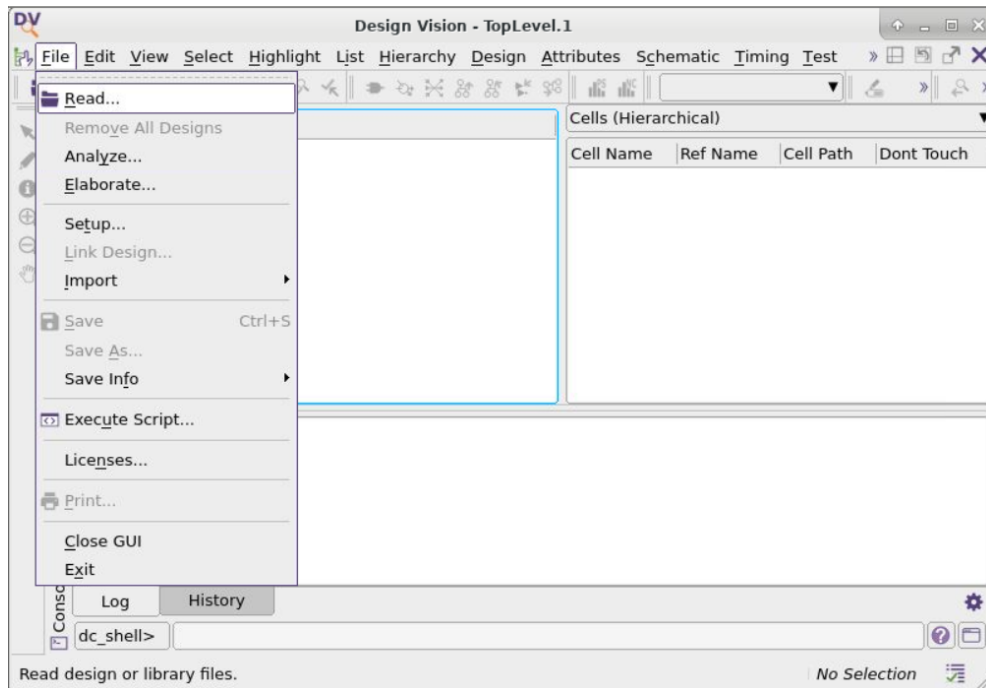 DV
Design Vision - TopLevel.1
File Edit View Select Highlight List Hierarchy Design Attributes Schematic Timing Test »
Read...
Remove All Designs
Analyze...
Elaborate...
Setup...
Link Design...
Import
Save Ctrl+S
Save As...
Save Info
Execute Script...
Licenses...
Print...
Close GUI
Exit
Cells (Hierarchical)
Cell Name Ref Name Cell Path Dont Touch
Log History
dc_shell>
Read design or library files. No Selection